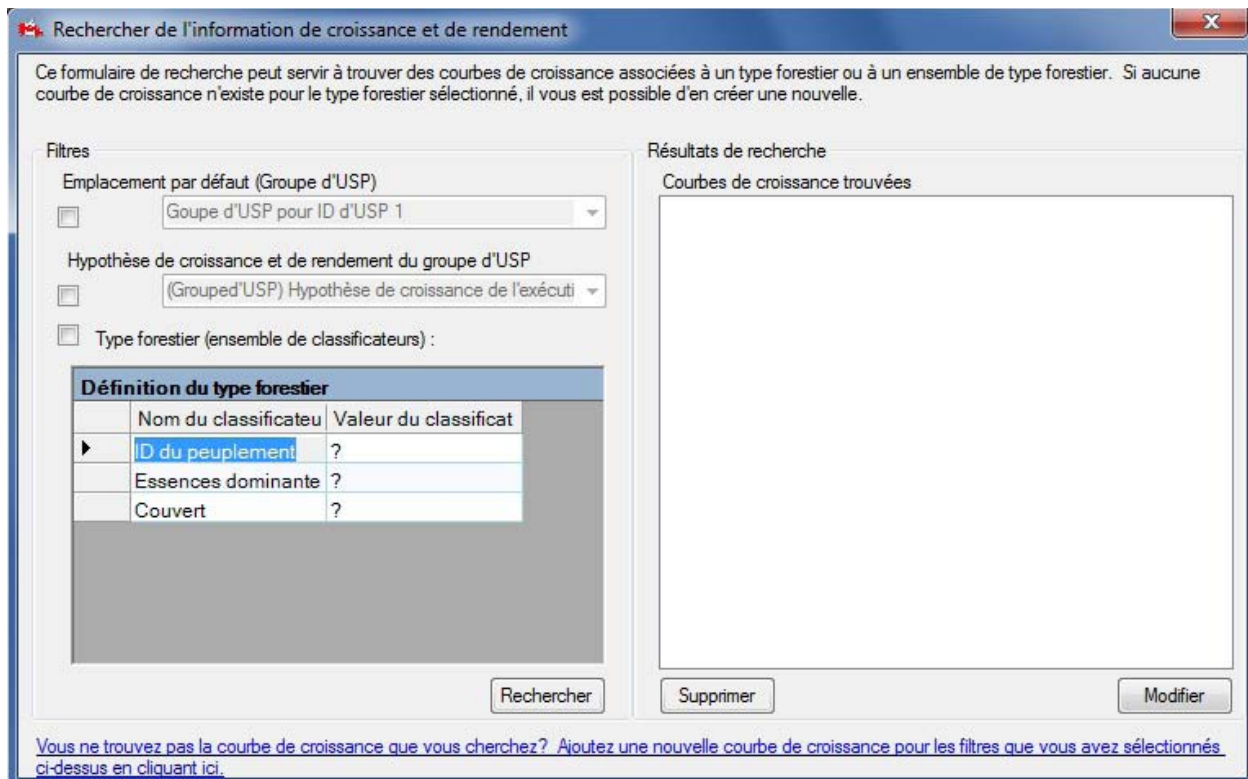 Rechercher de l'information de croissance et de rendement
Ce formulaire de recherche peut servir à trouver des courbes de croissance associées à un type forestier ou à un ensemble de type forestier. Si aucune
courbe de croissance n'existe pour le type forestier sélectionné, il vous est possible d'en créer une nouvelle.
Filtres
Emplacement par défaut (Groupe d'USP)
Goupe d'USP pour ID d'USP 1
Hypothèse de croissance et de rendement du groupe d'USP
(Grouped'USP) Hypothèse de croissance de l'exécuti
Type forestier (ensemble de classificateurs) :
Définition du type forestier
Nom du classificateu Valeur du classificat
ID du peuplement ?
Essences dominante ?
Couvert ?
Rechercher
Résultats de recherche
Courbes de croissance trouvées
Supprimer
Modifier
Vous ne trouvez pas la courbe de croissance que vous cherchez? Ajoutez une nouvelle courbe de croissance pour les filtres que vous avez sélectionnés
ci-dessus en cliquant ici.